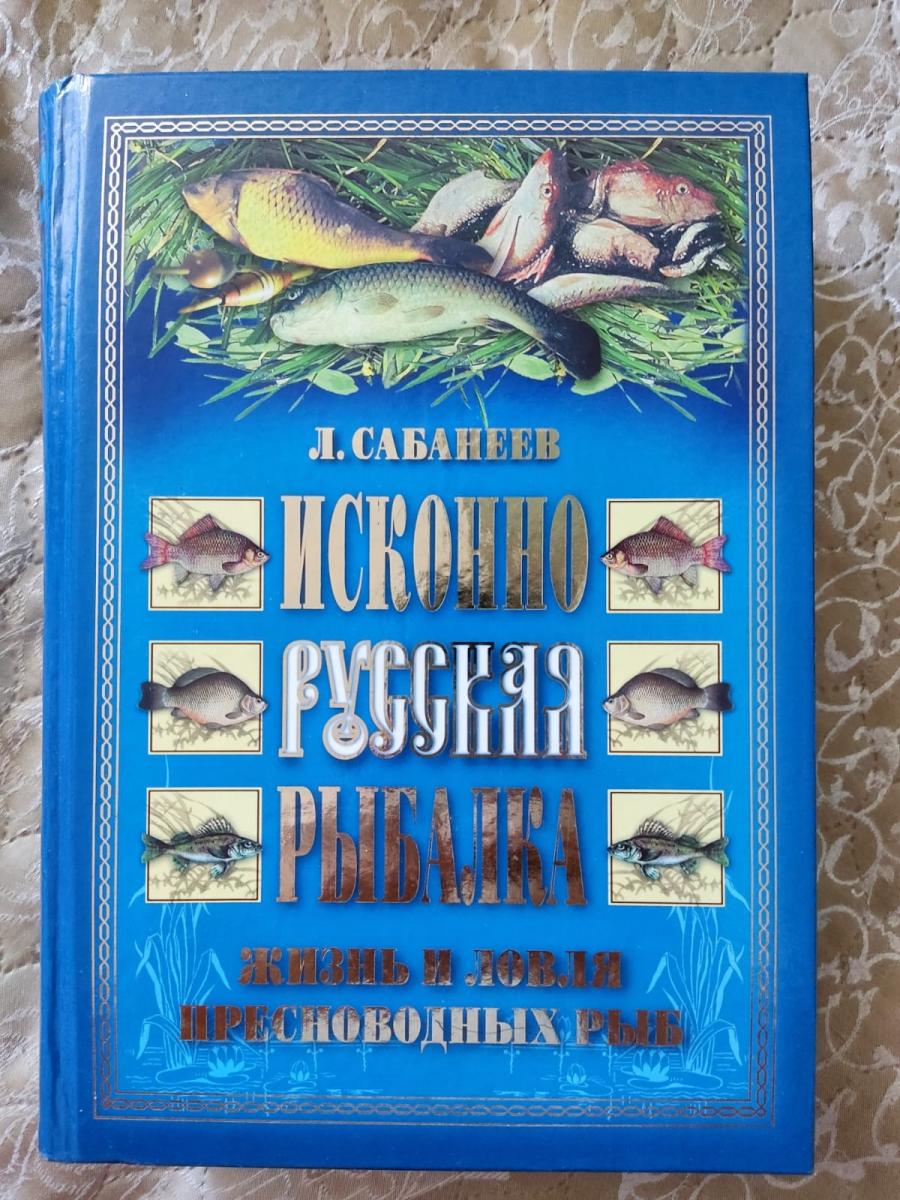 Л. САБАНЕЕВ
ИСКОННО
РУССКАЯ
РЫБАЛКА
ЖИЗНЬ И ЛОВЛЯ
ПРЕСНОВОДНЫХ РЫБ